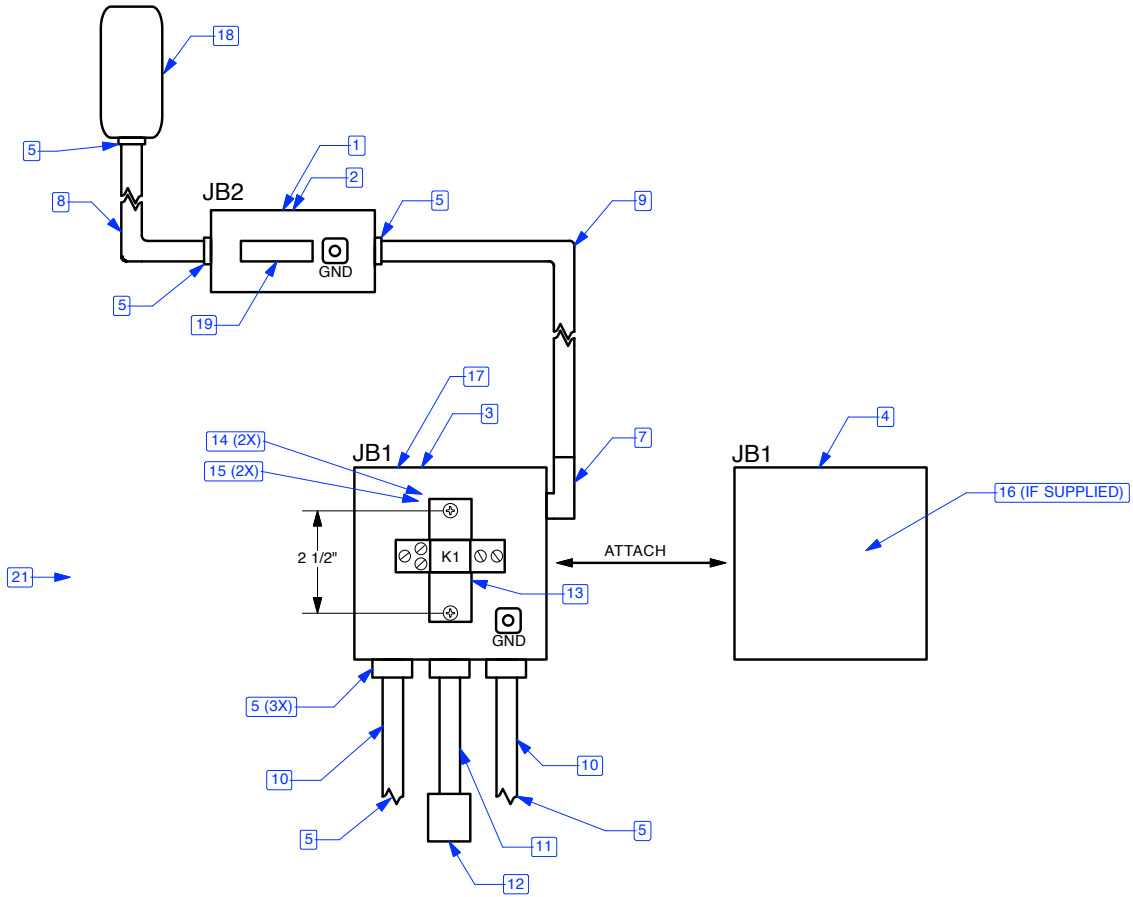 18
5
1
2
8
JB2
5
9
GND
5
19
17
3
4
14 (2X)
7
JB1
JB1
15 (2X)
16 (IF SUPPLIED)
2 1/2"
K1
ATTACH
21
13
GND
5 (3X)
10
10
5
11
5
12